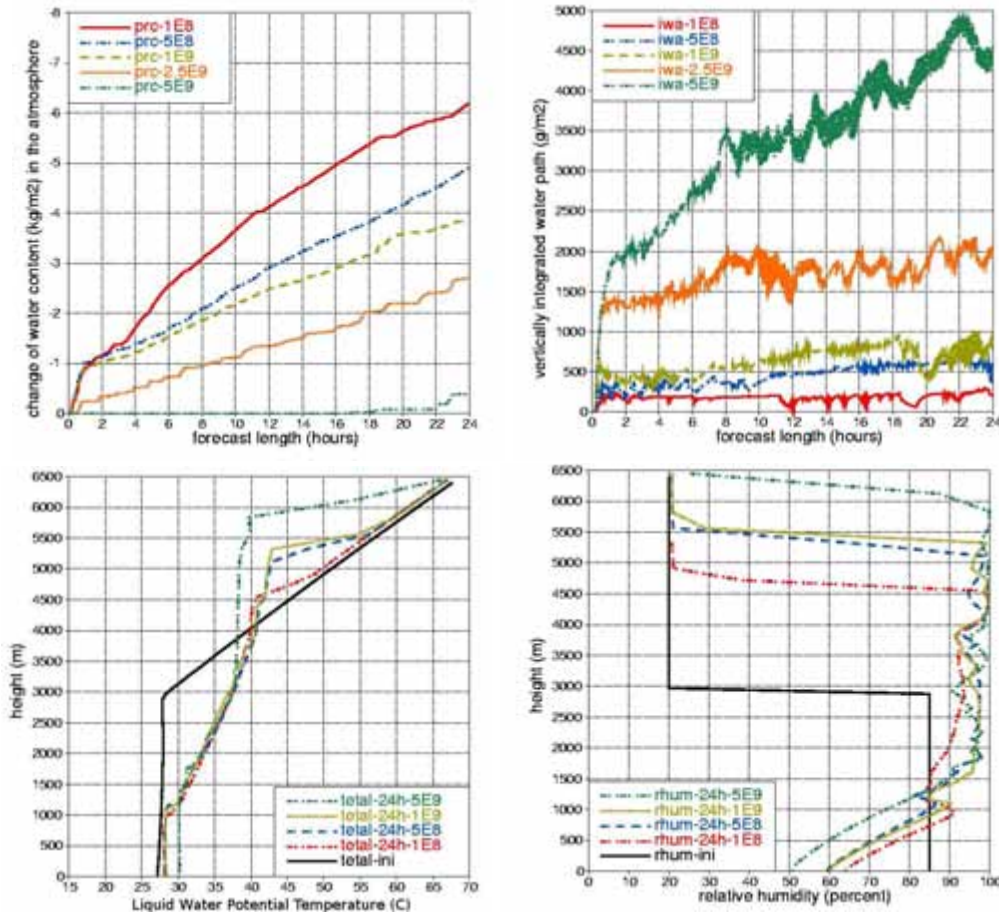 -8
-7
-6
-5
-4
-3
-2
-1
0
change of water content (kg/m2) in the atmosphere
prc-1E8
prc-5E8
prc-1E9
prc-2.5E9
prc-5E9
0 2 4 6 8 10 12 14 16 18 20 22 24
forecast length (hours)
5000
4500
4000
3500
3000
2500
2000
1500
1000
500
0
vertically integrated water path (g/m2)
iwa-1E8
iwa-5E8
iwa-1E9
iwa-2.5E9
iwa-5E9
0 2 4 6 8 10 12 14 16 18 20 22 24
forecast length (hours)
6500
6000
5500
5000
4500
4000
3500
3000
2500
2000
1500
1000
500
0
height (m)
tetal-24h-5E9
tetal-24h-1E9
tetal-24h-5E8
tetal-24h-1E8
tetal-ini
15 20 25 30 35 40 45 50 55 60 65 70
Liquid Water Potential Temperature (C)
6500
6000
5500
5000
4500
4000
3500
3000
2500
2000
1500
1000
500
0
height (m)
rhum-24h-5E9
rhum-24h-1E9
rhum-24h-5E8
rhum-24h-1E8
rhum-ini
0 10 20 30 40 50 60 70 80 90 100
relative humidity (percent)